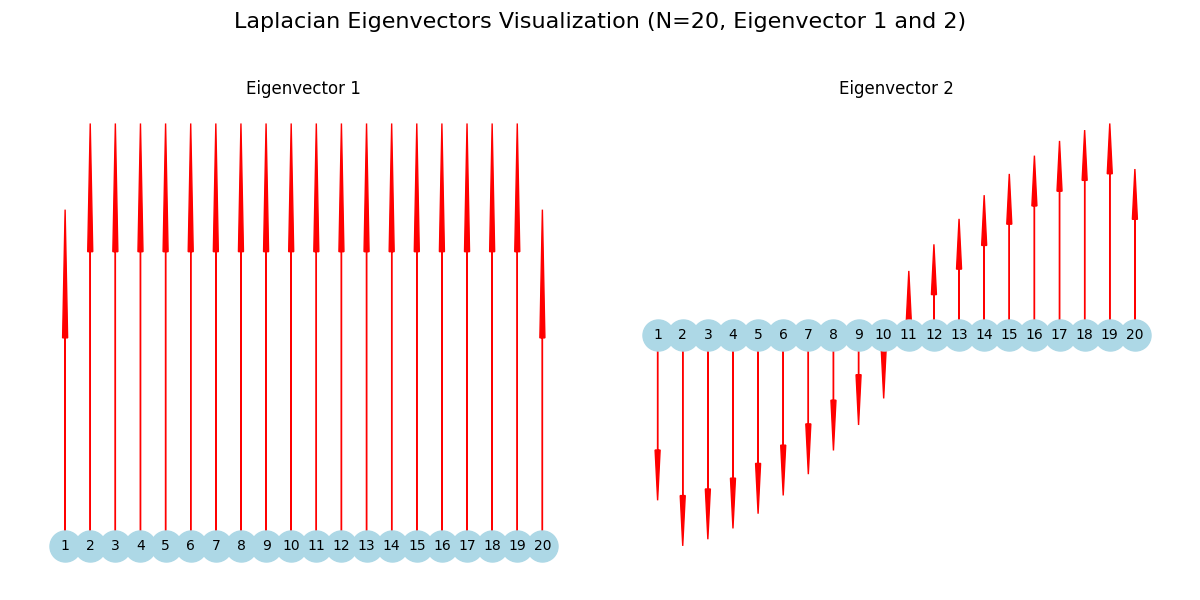 Laplacian Eigenvectors Visualization (N=20, Eigenvector 1 and 2)
Eigenvector 1
1 2 3 4 5 6 7 8 9 10 11 12 13 14 15 16 17 18 19 20
Eigenvector 2
1 2 3 4 5 6 7 8 9 10 11 12 13 14 15 16 17 18 19 20